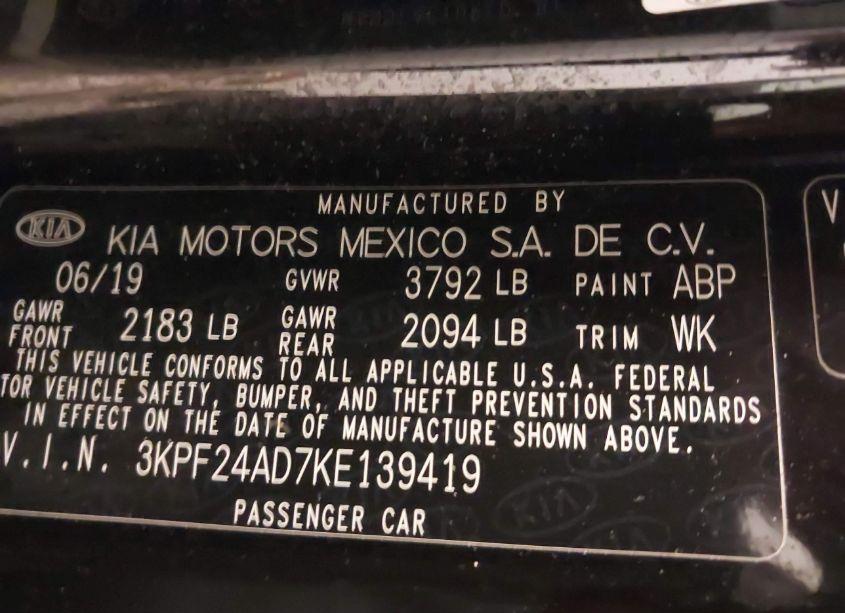 MANUFACTURED BY
KIA KIA MOTORS MEXICO S.A. DE C.V.
06/19 GVWR 3792 LB PAINT ABP
GAWR FRONT 2183 LB GAWR REAR 2094 LB TRIM WK
THIS VEHICLE CONFORMS TO ALL APPLICABLE U.S.A. FEDERAL
TOR VEHICLE SAFETY, BUMPER, AND THEFT PREVENTION STANDARDS
IN EFFECT ON THE DATE OF MANUFACTURE SHOWN ABOVE.
V.I.N. 3KPF24AD7KE139419
PASSENGER CAR
KIA
V